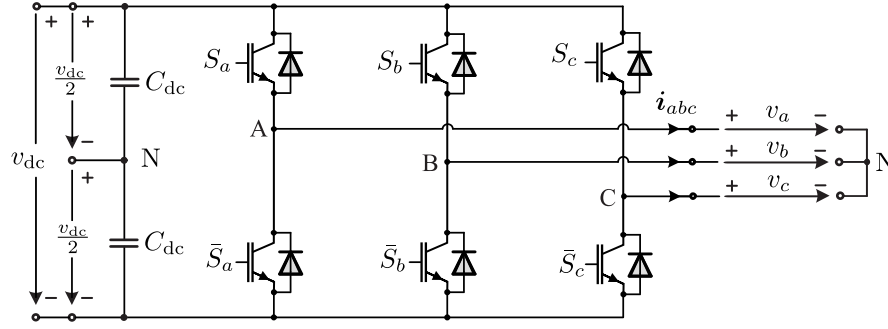 + + +
v_dc/2
C_dc
S_a
S_b
S_c
i_abc
−
A
+ v_a −
v_dc
N
+
B
+ v_b −
N
C
+ v_c −
v_dc/2
C_dc
S̄_a
S̄_b
S̄_c
− −